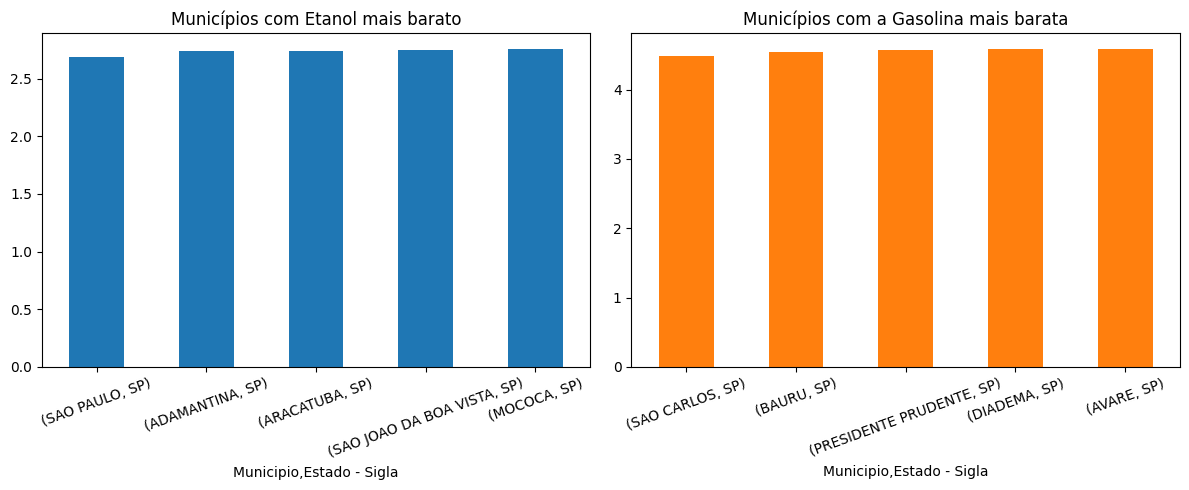 Municípios com Etanol mais barato
2.5
2.0
1.5
1.0
0.5
0.0
(SAO PAULO, SP)
(ADAMANTINA, SP)
(ARACATUBA, SP)
(SAO JOAO DA BOA VISTA, SP)
(MOCOCA, SP)
Municipio,Estado - Sigla
Municípios com a Gasolina mais barata
4
3
2
1
0
(SAO CARLOS, SP)
(BAURU, SP)
(PRESIDENTE PRUDENTE, SP)
(DIADEMA, SP)
(AVARE, SP)
Municipio,Estado - Sigla